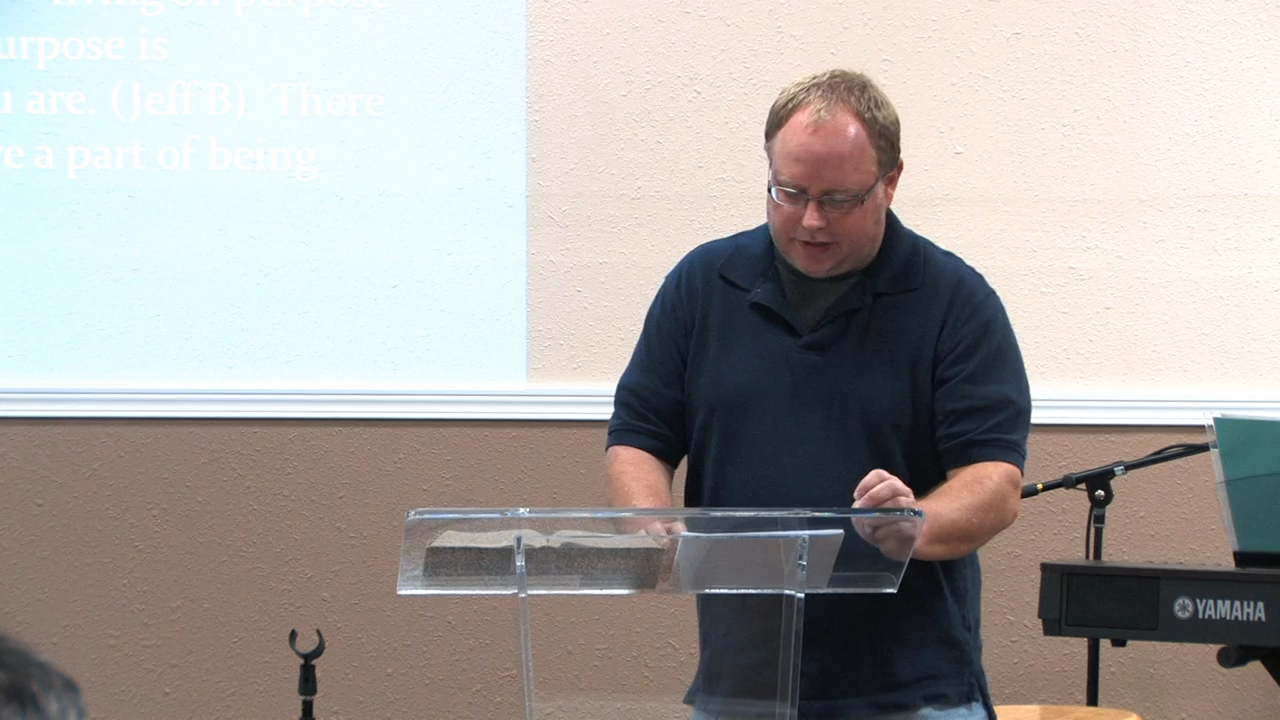 living on purpose
urpose is
u are. (Jeff B) There
e a part of being
YAMAHA